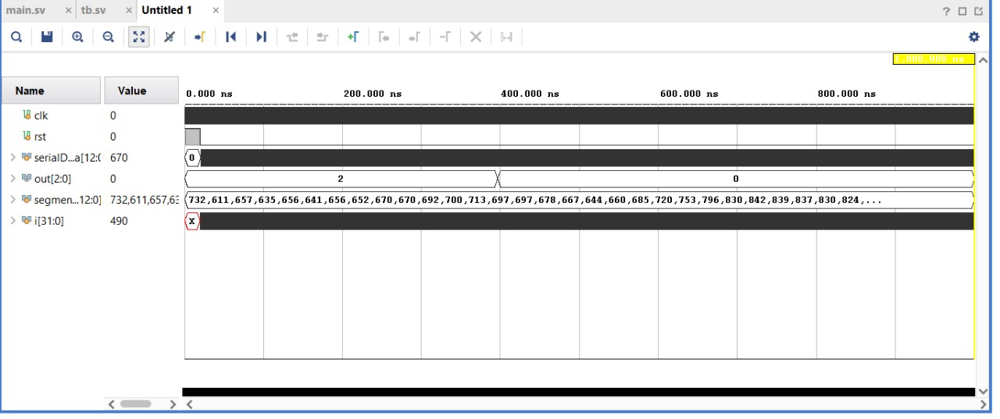 main.sv × tb.sv × Untitled 1 × ?
1,000.000 ns
Name Value 0.000 ns 200.000 ns 400.000 ns 600.000 ns 800.000 ns
clk 0
rst 0
serialD...a[12:0 670 0
out[2:0] 0 2 0
segmen...12:0] 732,611,657,63 732,611,657,635,656,641,656,652,670,670,692,700,713,697,697,678,667,644,660,685,720,753,796,830,842,839,837,830,824,...
i[31:0] 490 X